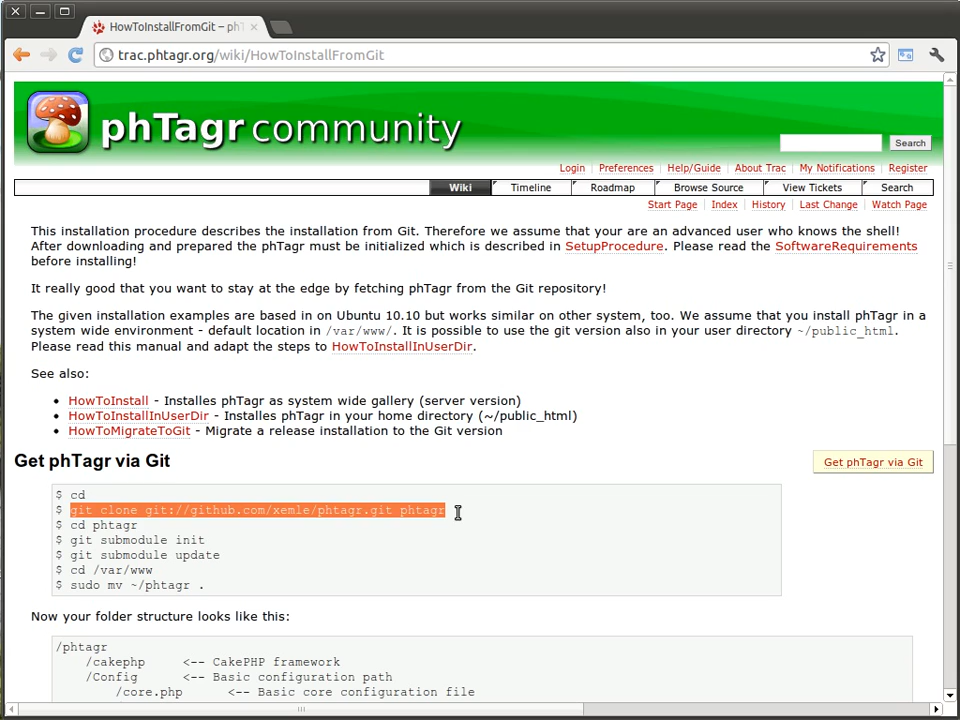 HowToInstallFromGit – phT
trac.phtagr.org/wiki/HowToInstallFromGit
phTagr community
Search
Login Preferences Help/Guide About Trac My Notifications Register
Wiki Timeline Roadmap Browse Source View Tickets Search
Start Page Index History Last Change Watch Page
This installation procedure describes the installation from Git. Therefore we assume that your are an advanced user who knows the shell!
After downloading and prepared the phTagr must be initialized which is described in SetupProcedure. Please read the SoftwareRequirements
before installing!
It really good that you want to stay at the edge by fetching phTagr from the Git repository!
The given installation examples are based in on Ubuntu 10.10 but works similar on other system, too. We assume that you install phTagr in a
system wide environment - default location in /var/www/. It is possible to use the git version also in your user directory ~/public_html.
Please read this manual and adapt the steps to HowToInstallInUserDir.
See also:
• HowToInstall - Installes phTagr as system wide gallery (server version)
• HowToInstallInUserDir - Installes phTagr in your home directory (~/public_html)
• HowToMigrateToGit - Migrate a release installation to the Git version
Get phTagr via Git
Get phTagr via Git
$ cd
$ git clone git://github.com/xemle/phtagr.git phtagr
$ cd phtagr
$ git submodule init
$ git submodule update
$ cd /var/www
$ sudo mv ~/phtagr .
Now your folder structure looks like this:
/phtagr
/cakephp <-- CakePHP framework
/Config <-- Basic configuration path
/core.php <-- Basic core configuration file